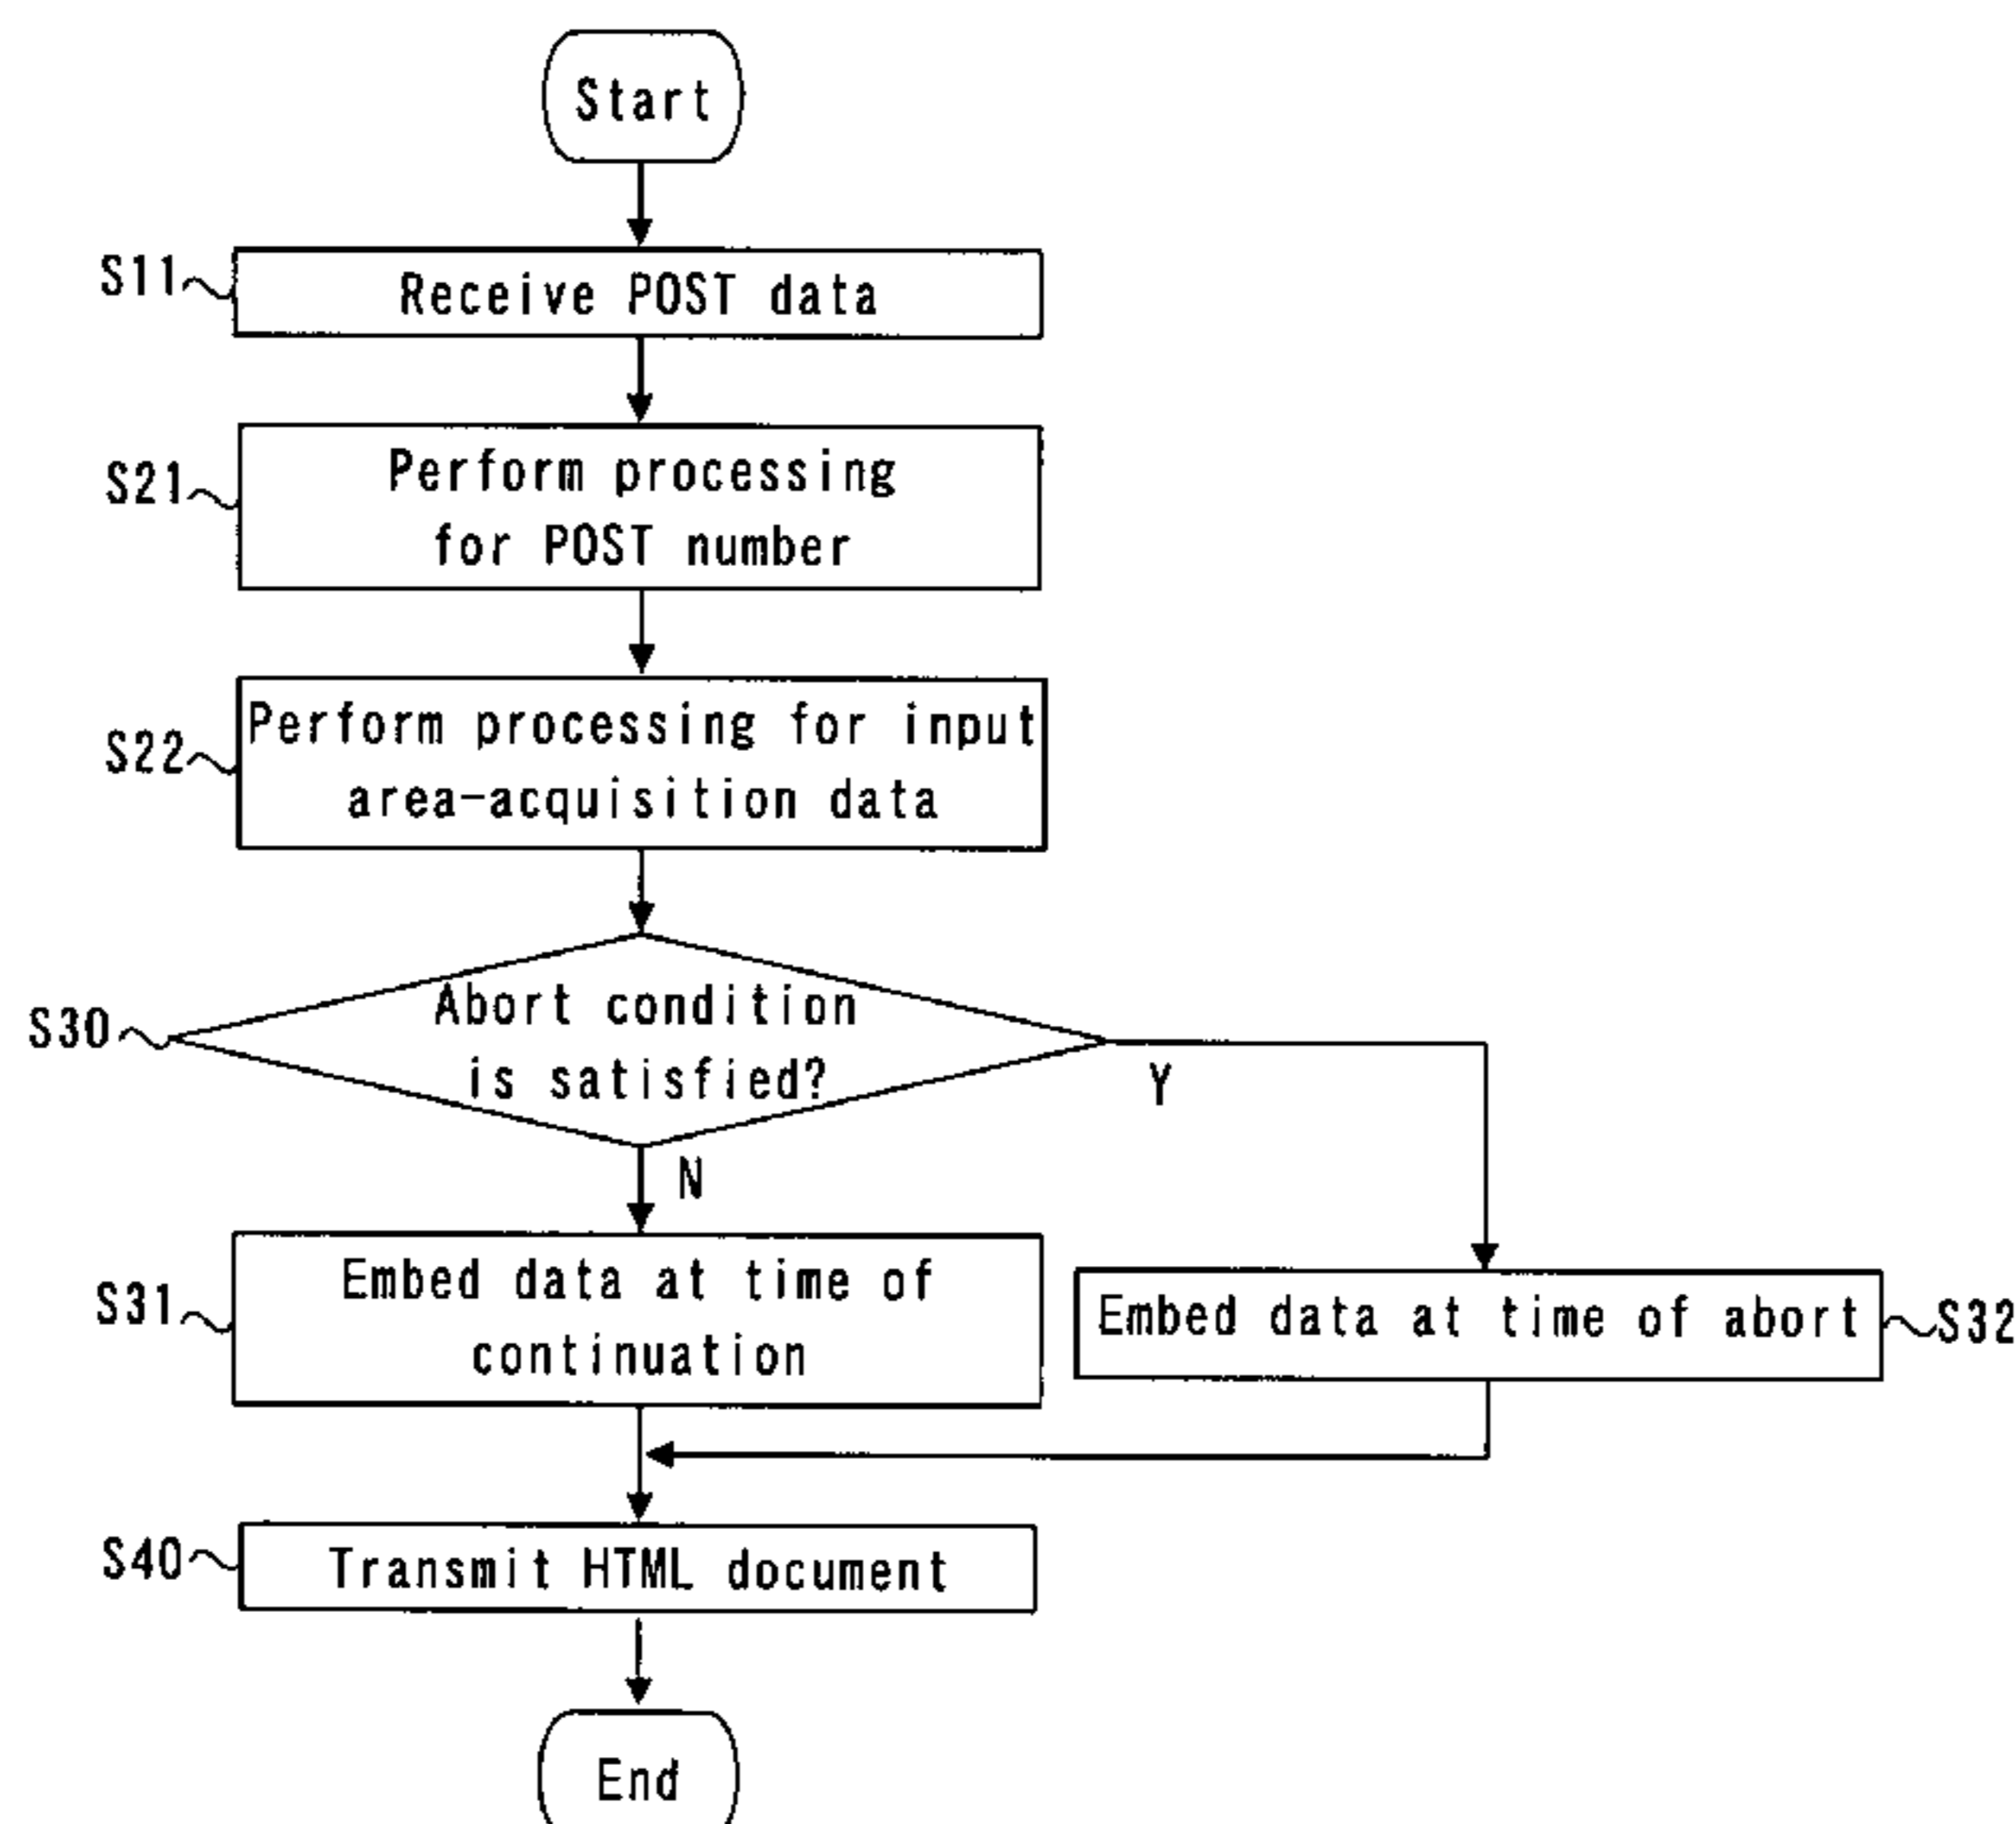 Start
S11
Receive POST data
S21
Perform processing
for POST number
S22
Perform processing for input
area-acquisition data
S30
Abort condition
is satisfied?
Y
N
S31
Embed data at time of
continuation
Embed data at time of abort
S32
S40
Transmit HTML document
End